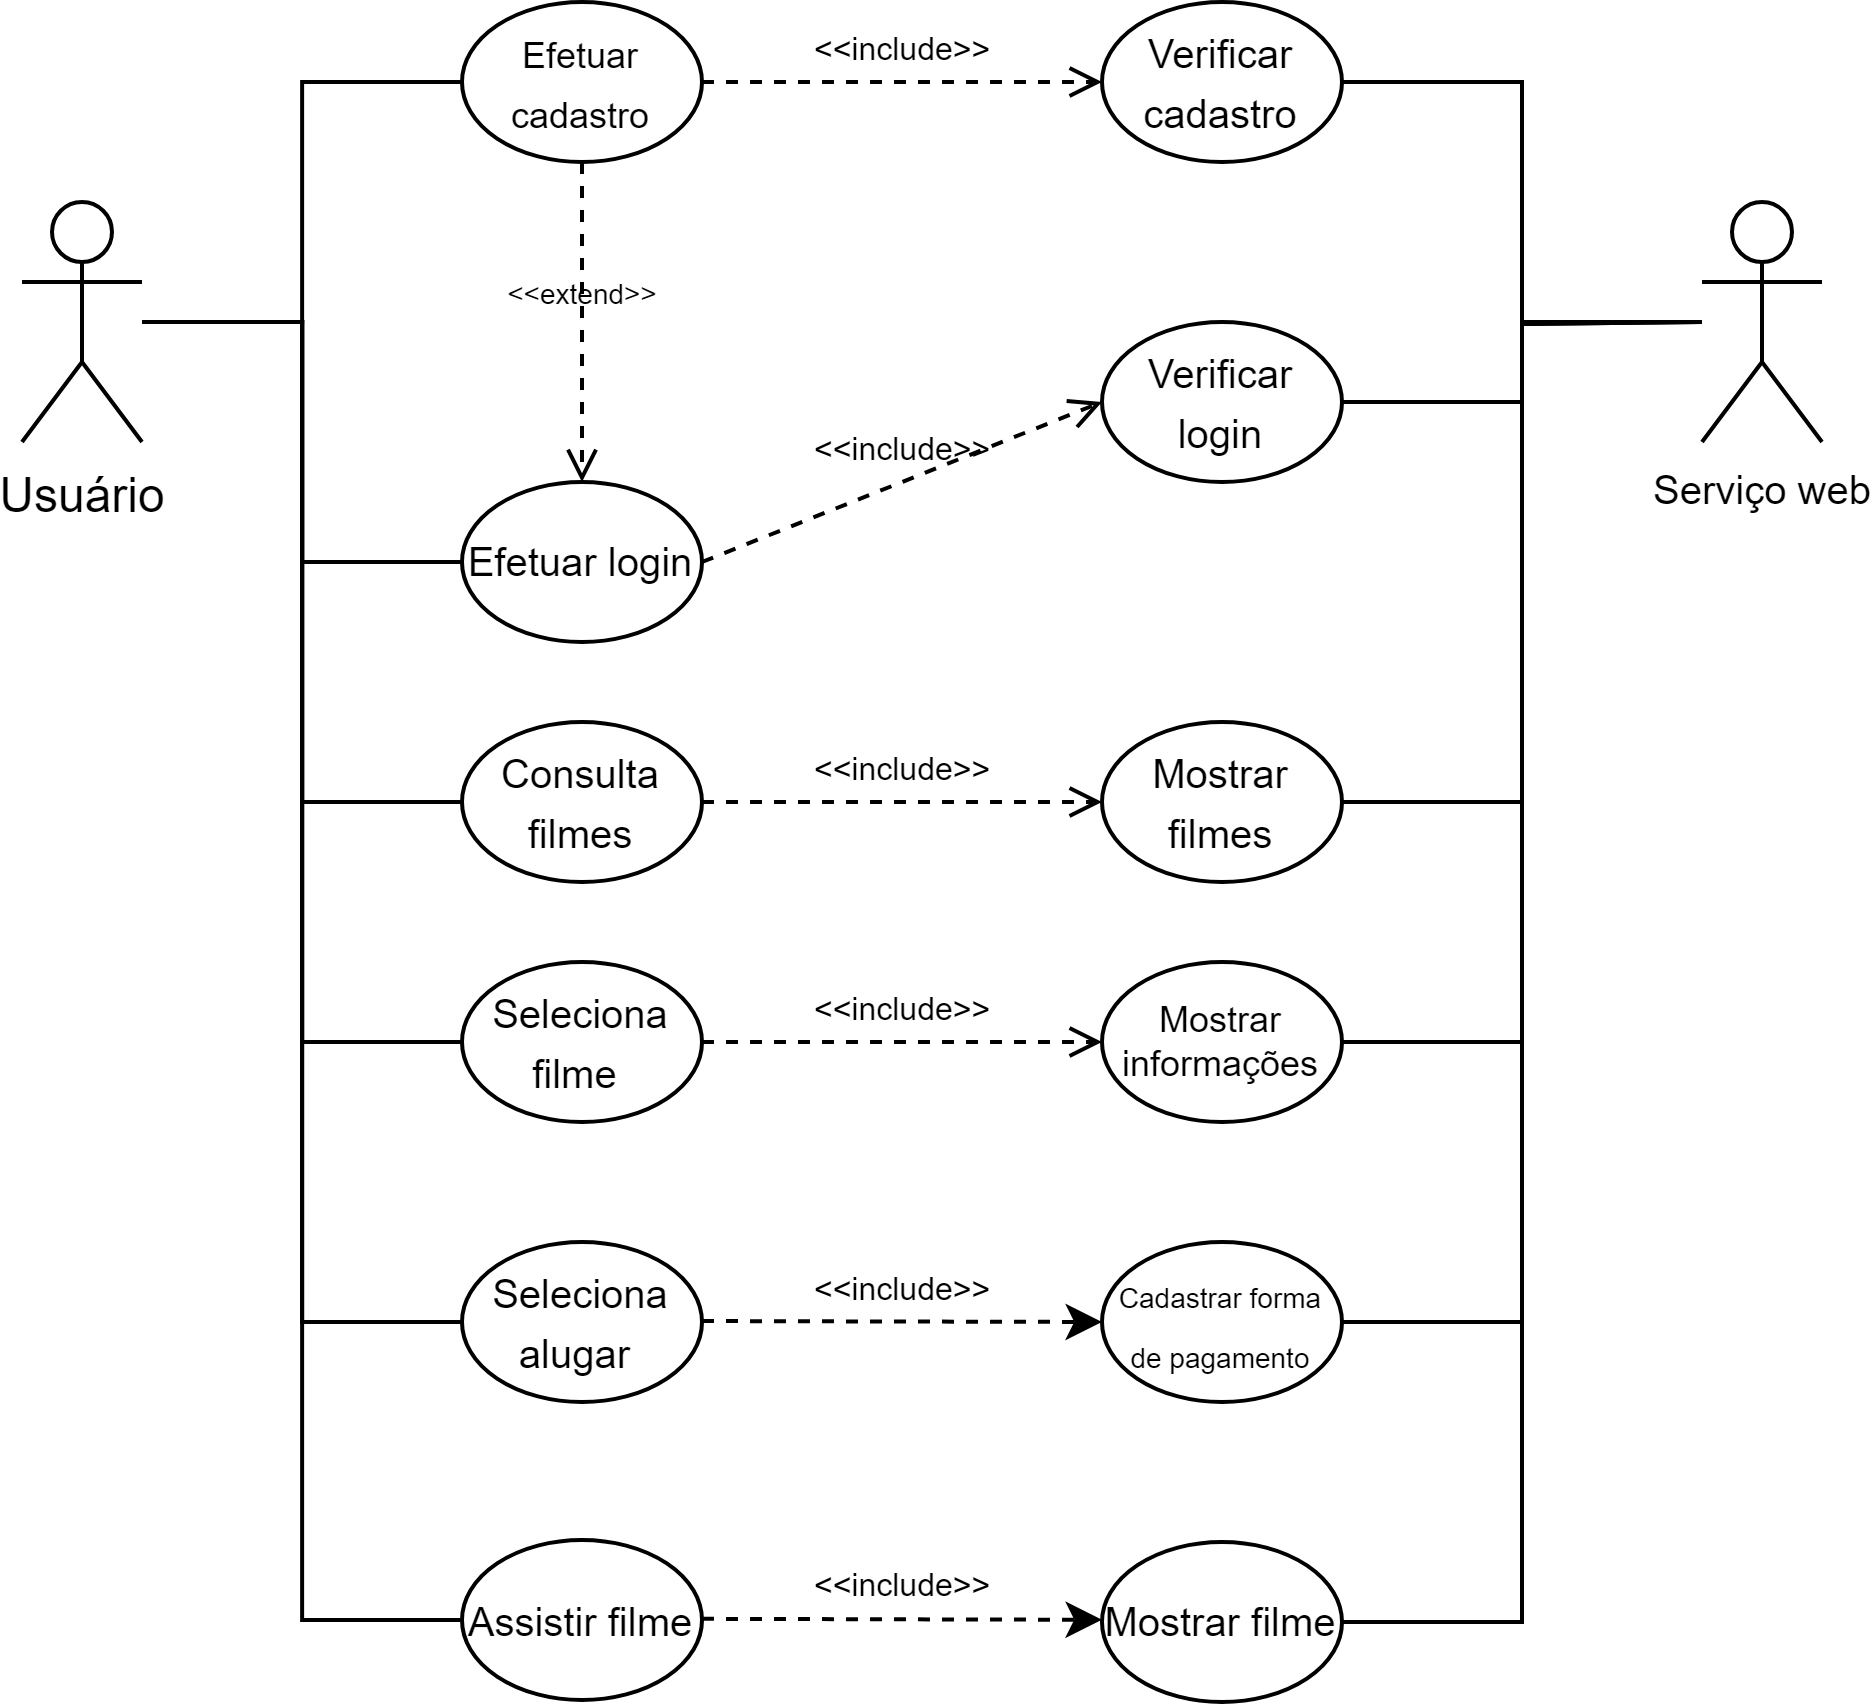 Efetuar
cadastro
<<include>>
Verificar
cadastro
<<extend>>
Usuário
Verificar
login
Serviço web
<<include>>
Efetuar login
Consulta
filmes
<<include>>
Mostrar
filmes
Seleciona
filme
<<include>>
Mostrar
informações
Seleciona
alugar
<<include>>
Cadastrar forma
de pagamento
Assistir filme
<<include>>
Mostrar filme